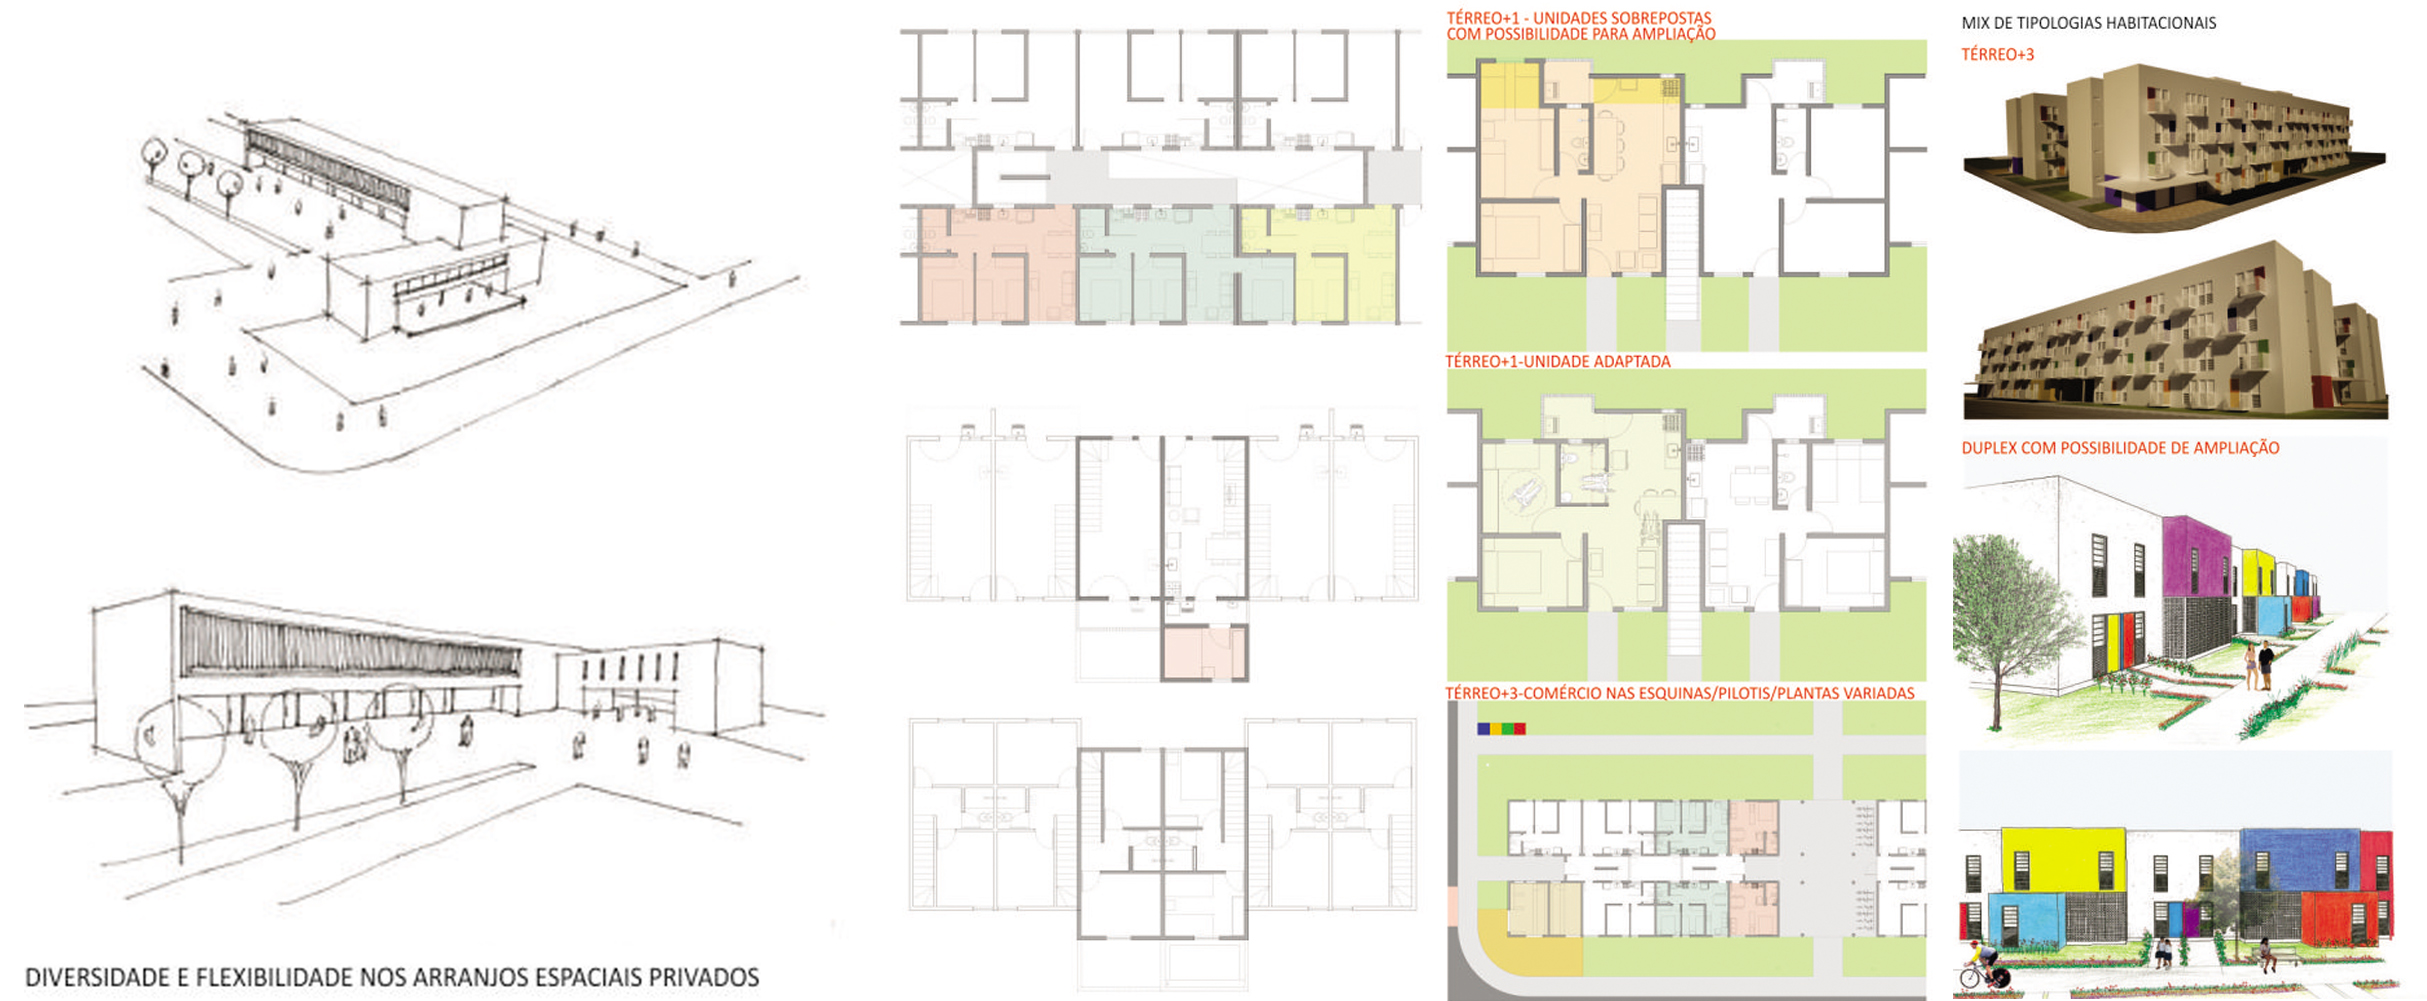 DIVERSIDADE E FLEXIBILIDADE NOS ARRANJOS ESPACIAIS PRIVADOS
TÉRREO+1 - UNIDADES SOBREPOSTAS
COM POSSIBILIDADE PARA AMPLIAÇÃO
TÉRREO+1-UNIDADE ADAPTADA
TÉRREO+3-COMÉRCIO NAS ESQUINAS/PILOTIS/PLANTAS VARIADAS
MIX DE TIPOLOGIAS HABITACIONAIS
TÉRREO+3
DUPLEX COM POSSIBILIDADE DE AMPLIAÇÃO